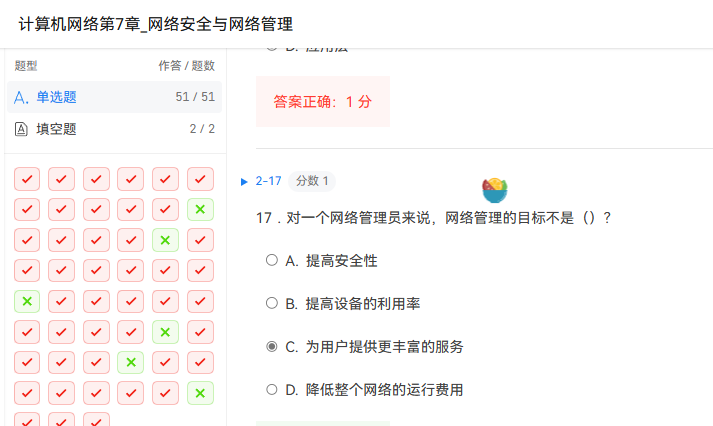 计算机网络第7章_网络安全与网络管理
题型 作答 / 题数
单选题 51 / 51
填空题 2 / 2
D. 应用层
答案正确：1 分
2-17 分数 1
17．对一个网络管理员来说，网络管理的目标不是（）？
A. 提高安全性
B. 提高设备的利用率
C. 为用户提供更丰富的服务
D. 降低整个网络的运行费用